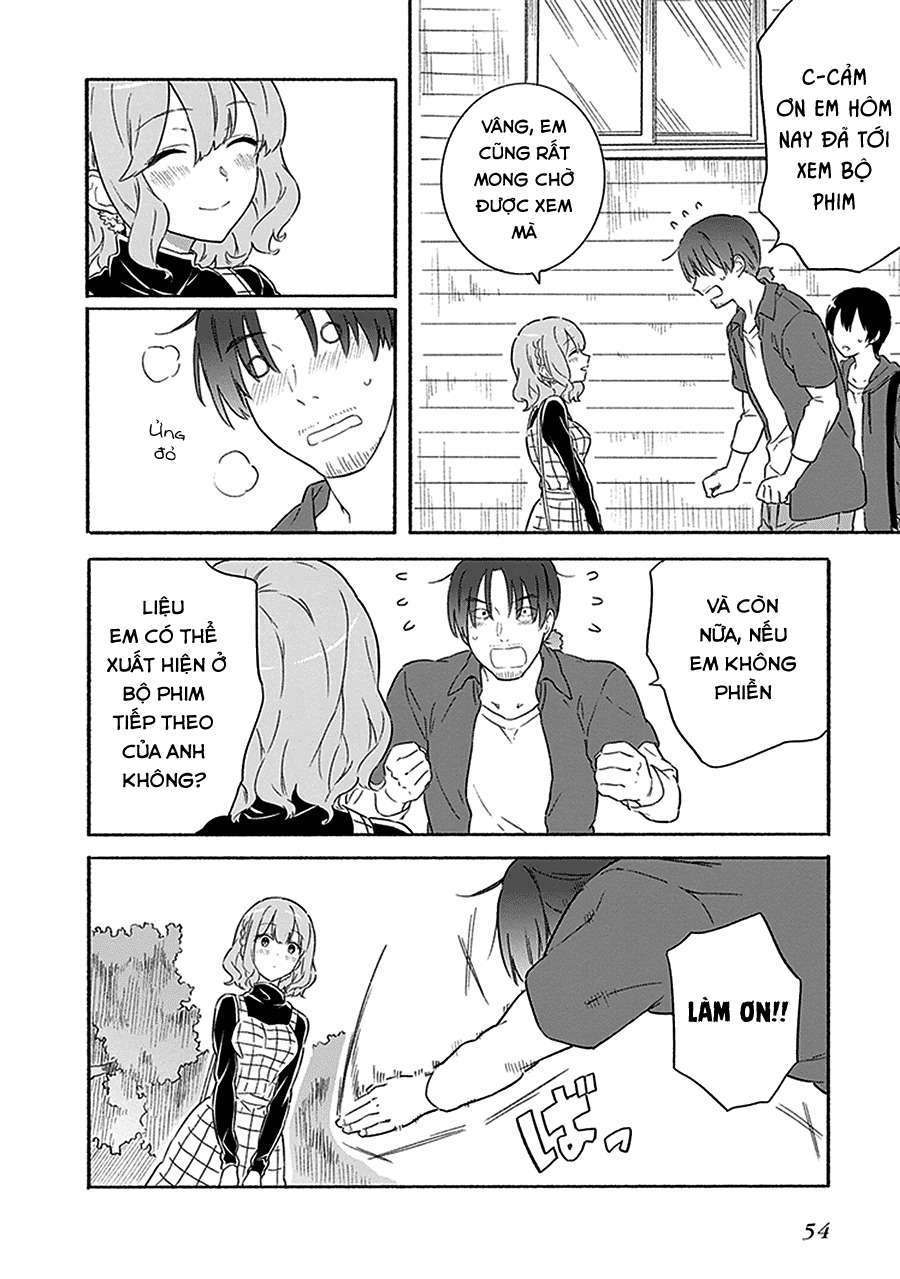 C-CẢM
ƠN EM HÔM
NAY ĐÃ TỚI
XEM BỘ
PHIM
VÂNG, EM
CŨNG RẤT
MONG CHỜ
ĐƯỢC XEM
MÀ
Ửng
đỏ
VÀ CÒN
NỮA, NẾU
EM KHÔNG
PHIỀN
LIỆU
EM CÓ THỂ
XUẤT HIỆN Ở
BỘ PHIM
TIẾP THEO
CỦA ANH
KHÔNG?
LÀM ƠN!!
ばっ
54